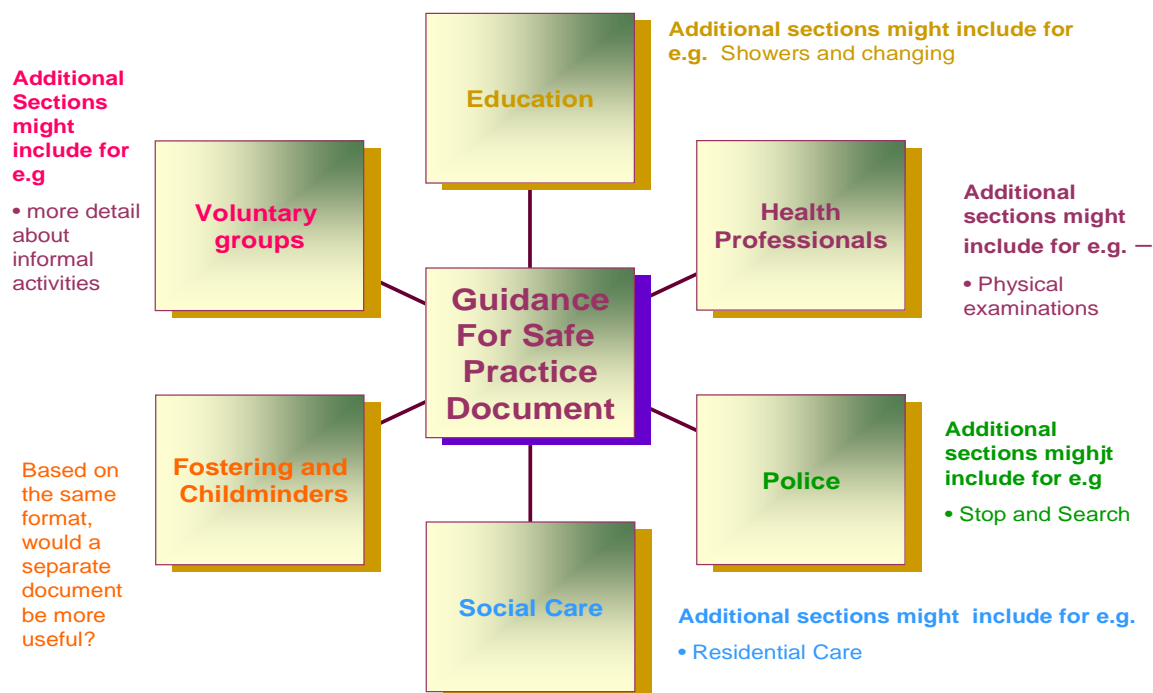 Additional sections might include for
e.g. Showers and changing
Education
Additional
Sections
might
include for
e.g
• more detail
about
informal
activities
Voluntary
groups
Health
Professionals
Additional
sections might
include for e.g. –
• Physical
examinations
Guidance
For Safe
Practice
Document
Based on
the same
format,
would a
separate
document
be more
useful?
Fostering and
Childminders
Police
Additional
sections mighjt
include for e.g
• Stop and Search
Social Care
Additional sections might include for e.g.
• Residential Care